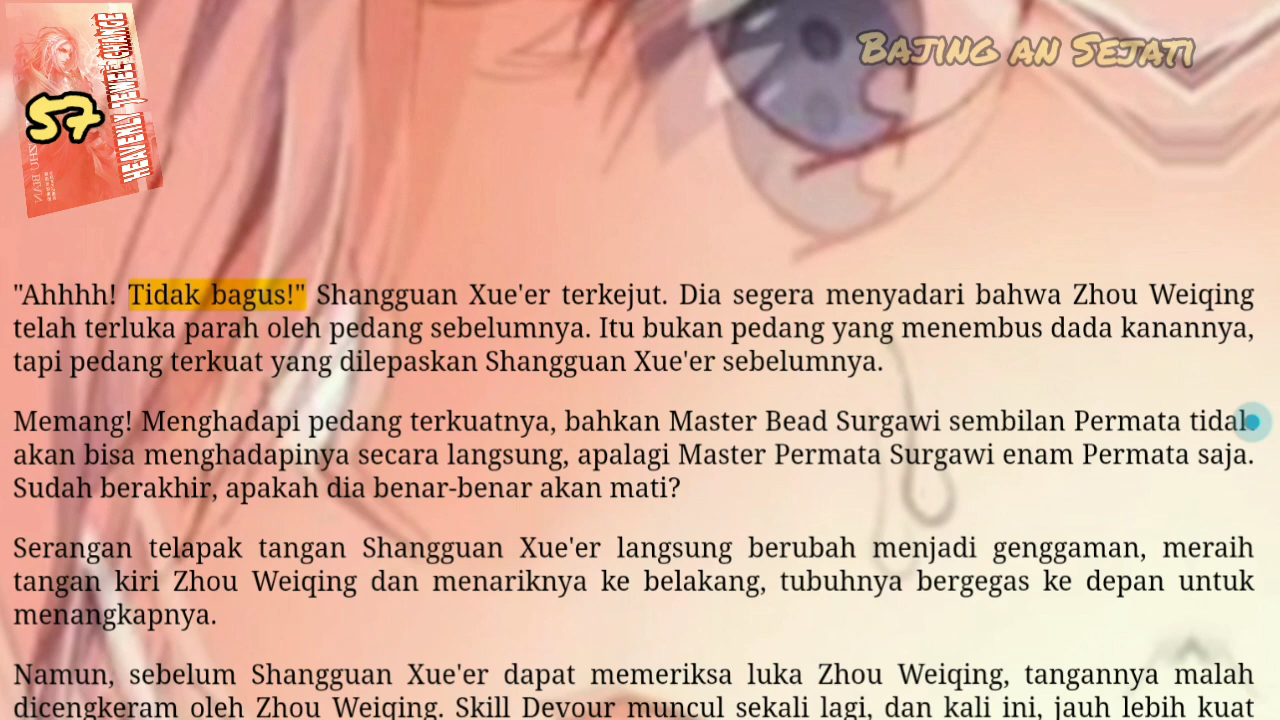 HEAVENLY JEWEL CHANGE
57
Bajing an Sejati
"Ahhhh! Tidak bagus!" Shangguan Xue'er terkejut. Dia segera menyadari bahwa Zhou Weiqing
telah terluka parah oleh pedang sebelumnya. Itu bukan pedang yang menembus dada kanannya,
tapi pedang terkuat yang dilepaskan Shangguan Xue'er sebelumnya.
Memang! Menghadapi pedang terkuatnya, bahkan Master Bead Surgawi sembilan Permata tidak
akan bisa menghadapinya secara langsung, apalagi Master Permata Surgawi enam Permata saja.
Sudah berakhir, apakah dia benar-benar akan mati?
Serangan telapak tangan Shangguan Xue'er langsung berubah menjadi genggaman, meraih
tangan kiri Zhou Weiqing dan menariknya ke belakang, tubuhnya bergegas ke depan untuk
menangkapnya.
Namun, sebelum Shangguan Xue'er dapat memeriksa luka Zhou Weiqing, tangannya malah
dicengkeram oleh Zhou Weiqing. Skill Devour muncul sekali lagi, dan kali ini, jauh lebih kuat